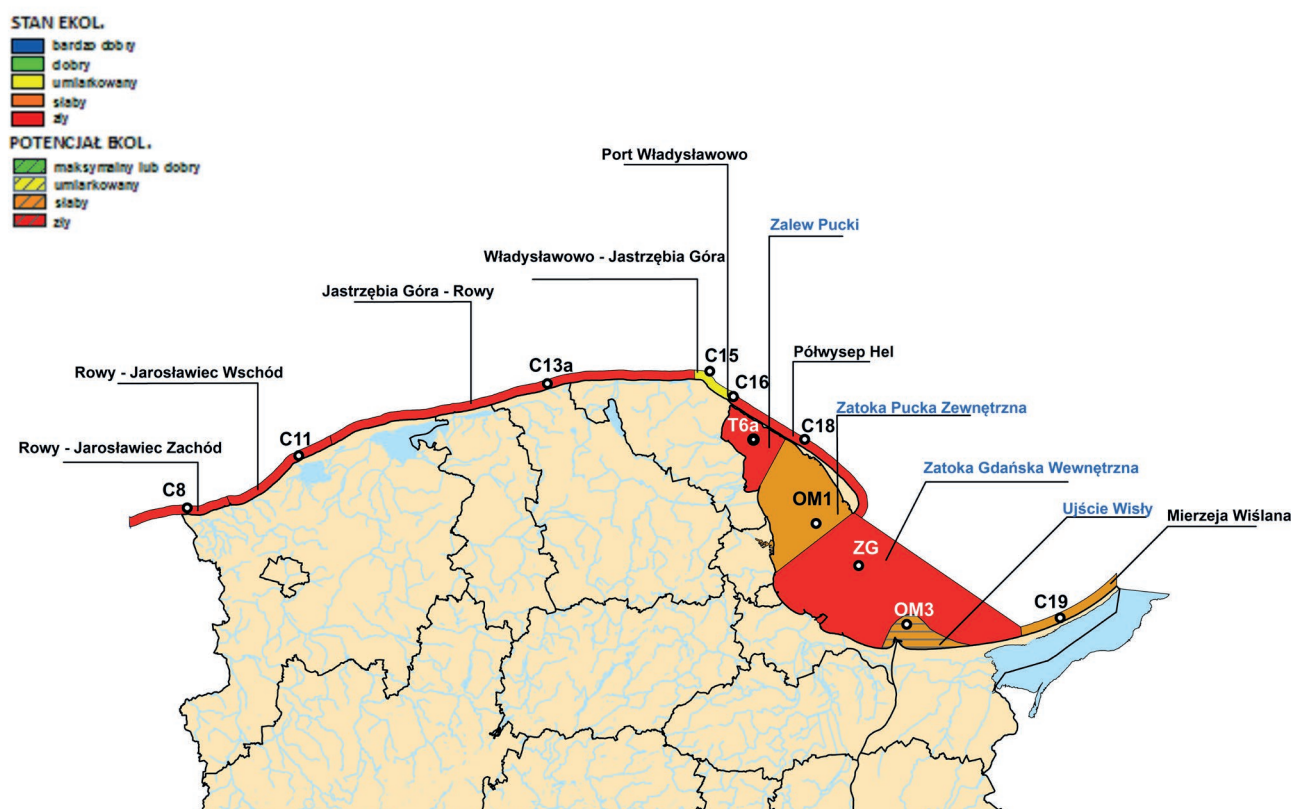 STAN EKOL.
bardzo dobry
dobry
umiarkowany
słaby
zły
POTENCJAŁ EKOL.
maksymalny lub dobry
umiarkowany
słaby
zły
Port Władysławowo
Zalew Pucki
Władysławowo - Jastrzębia Góra
Jastrzębia Góra - Rowy
C15
C13a
Półwysep Hel
Rowy - Jarosławiec Wschód
C16
Zatoka Pucka Zewnętrzna
T6a
C18
C11
Rowy - Jarosławiec Zachód
Zatoka Gdańska Wewnętrzna
C8
OM1
Ujście Wisły
Mierzeja Wiślana
ZG
C19
OM3